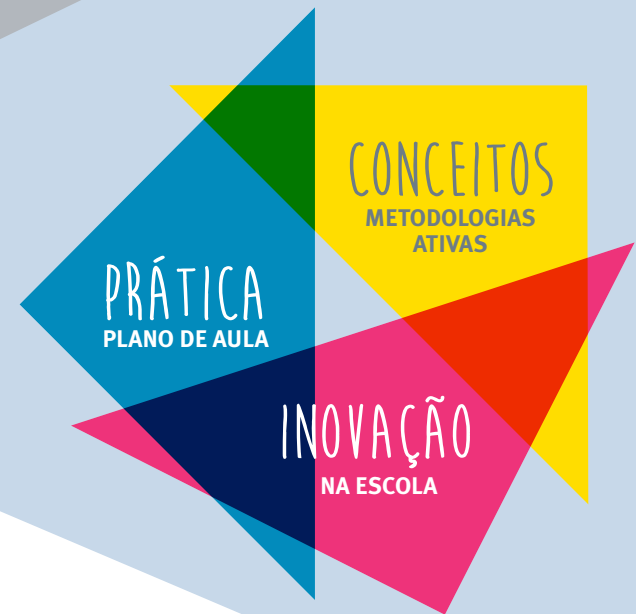 CONCEITOS
METODOLOGIAS
ATIVAS
PRÁTICA
PLANO DE AULA
INOVAÇÃO
NA ESCOLA